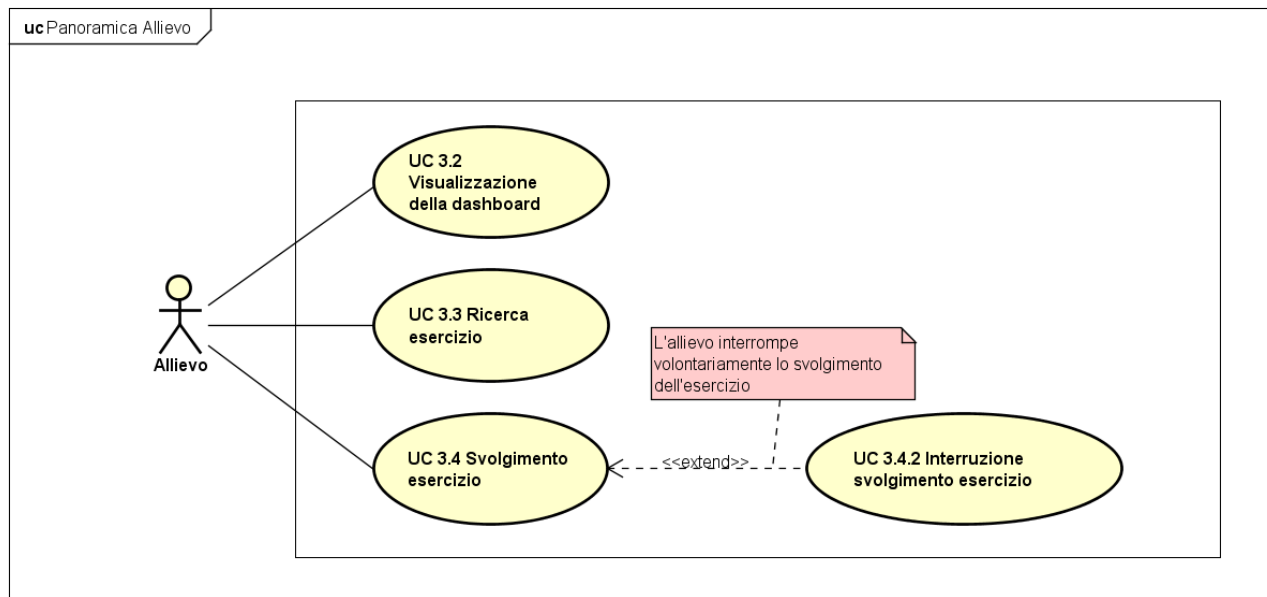 uc Panoramica Allievo
UC 3.2
Visualizzazione
della dashboard
UC 3.3 Ricerca
esercizio
L'allievo interrompe
volontariamente lo svolgimento
dell'esercizio
Allievo
UC 3.4 Svolgimento
esercizio
<<extend>>
UC 3.4.2 Interruzione
svolgimento esercizio